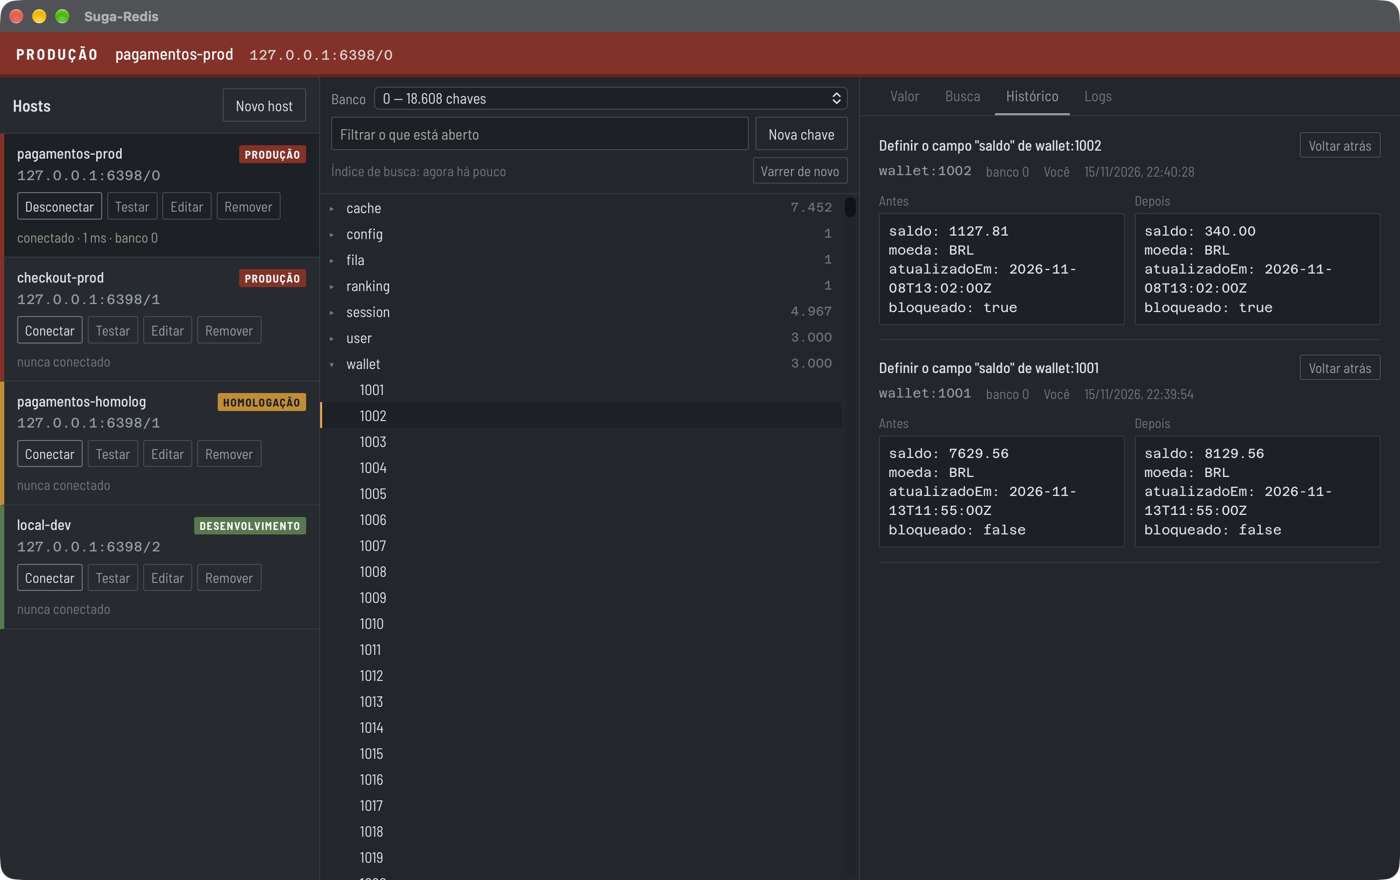 Suga-Redis
PRODUÇÃO pagamentos-prod 127.0.0.1:6398/0
Hosts
Novo host
pagamentos-prod
PRODUÇÃO
127.0.0.1:6398/0
Desconectar Testar Editar Remover
conectado · 1 ms · banco 0
checkout-prod
PRODUÇÃO
127.0.0.1:6398/1
Conectar Testar Editar Remover
nunca conectado
pagamentos-homolog
HOMOLOGAÇÃO
127.0.0.1:6398/1
Conectar Testar Editar Remover
nunca conectado
local-dev
DESENVOLVIMENTO
127.0.0.1:6398/2
Conectar Testar Editar Remover
nunca conectado
Banco 0 — 18.608 chaves
Filtrar o que está aberto
Nova chave
Índice de busca: agora há pouco
Varrer de novo
cache 7.452
config 1
fila 1
ranking 1
session 4.967
user 3.000
wallet 3.000
1001
1002
1003
1004
1005
1006
1007
1008
1009
1010
1011
1012
1013
1014
1015
1016
1017
1018
1019
Valor Busca Histórico Logs
Definir o campo "saldo" de wallet:1002
Voltar atrás
wallet:1002 banco 0 Você 15/11/2026, 22:40:28
Antes
saldo: 1127.81
moeda: BRL
atualizadoEm: 2026-11-
08T13:02:00Z
bloqueado: true
Depois
saldo: 340.00
moeda: BRL
atualizadoEm: 2026-11-
08T13:02:00Z
bloqueado: true
Definir o campo "saldo" de wallet:1001
Voltar atrás
wallet:1001 banco 0 Você 15/11/2026, 22:39:54
Antes
saldo: 7629.56
moeda: BRL
atualizadoEm: 2026-11-
13T11:55:00Z
bloqueado: false
Depois
saldo: 8129.56
moeda: BRL
atualizadoEm: 2026-11-
13T11:55:00Z
bloqueado: false